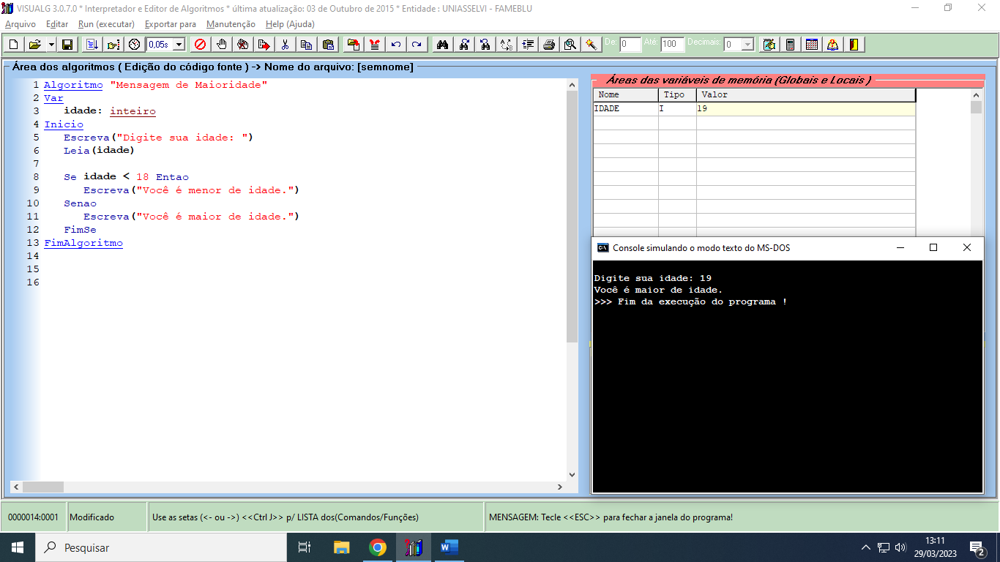 VISUALG 3.0.7.0 * Interpretador e Editor de Algoritmos * última atualização: 03 de Outubro de 2015 * Entidade : UNIASSELVI - FAMEBLU
Arquivo Editar Run (executar) Exportar para Manutenção Help (Ajuda)
0,05s De: 0 Até: 100 Decimais: 0
Área dos algoritmos ( Edição do código fonte ) -> Nome do arquivo: [semnome]
1 Algoritmo "Mensagem de Maioridade"
2 Var
3 idade: inteiro
4 Inicio
5 Escreva("Digite sua idade: ")
6 Leia(idade)
7
8 Se idade < 18 Entao
9 Escreva("Você é menor de idade.")
10 Senao
11 Escreva("Você é maior de idade.")
12 FimSe
13 FimAlgoritmo
14
15
16
Áreas das variáveis de memória (Globais e Locais )
Nome Tipo Valor
IDADE I 19
Console simulando o modo texto do MS-DOS
Digite sua idade: 19
Você é maior de idade.
>>> Fim da execução do programa !
0000014:0001 Modificado Use as setas (<- ou ->) <<Ctrl J>> p/ LISTA dos(Comandos/Funções) MENSAGEM: Tecle <<ESC>> para fechar a janela do programa!
Pesquisar
13:11
29/03/2023
2